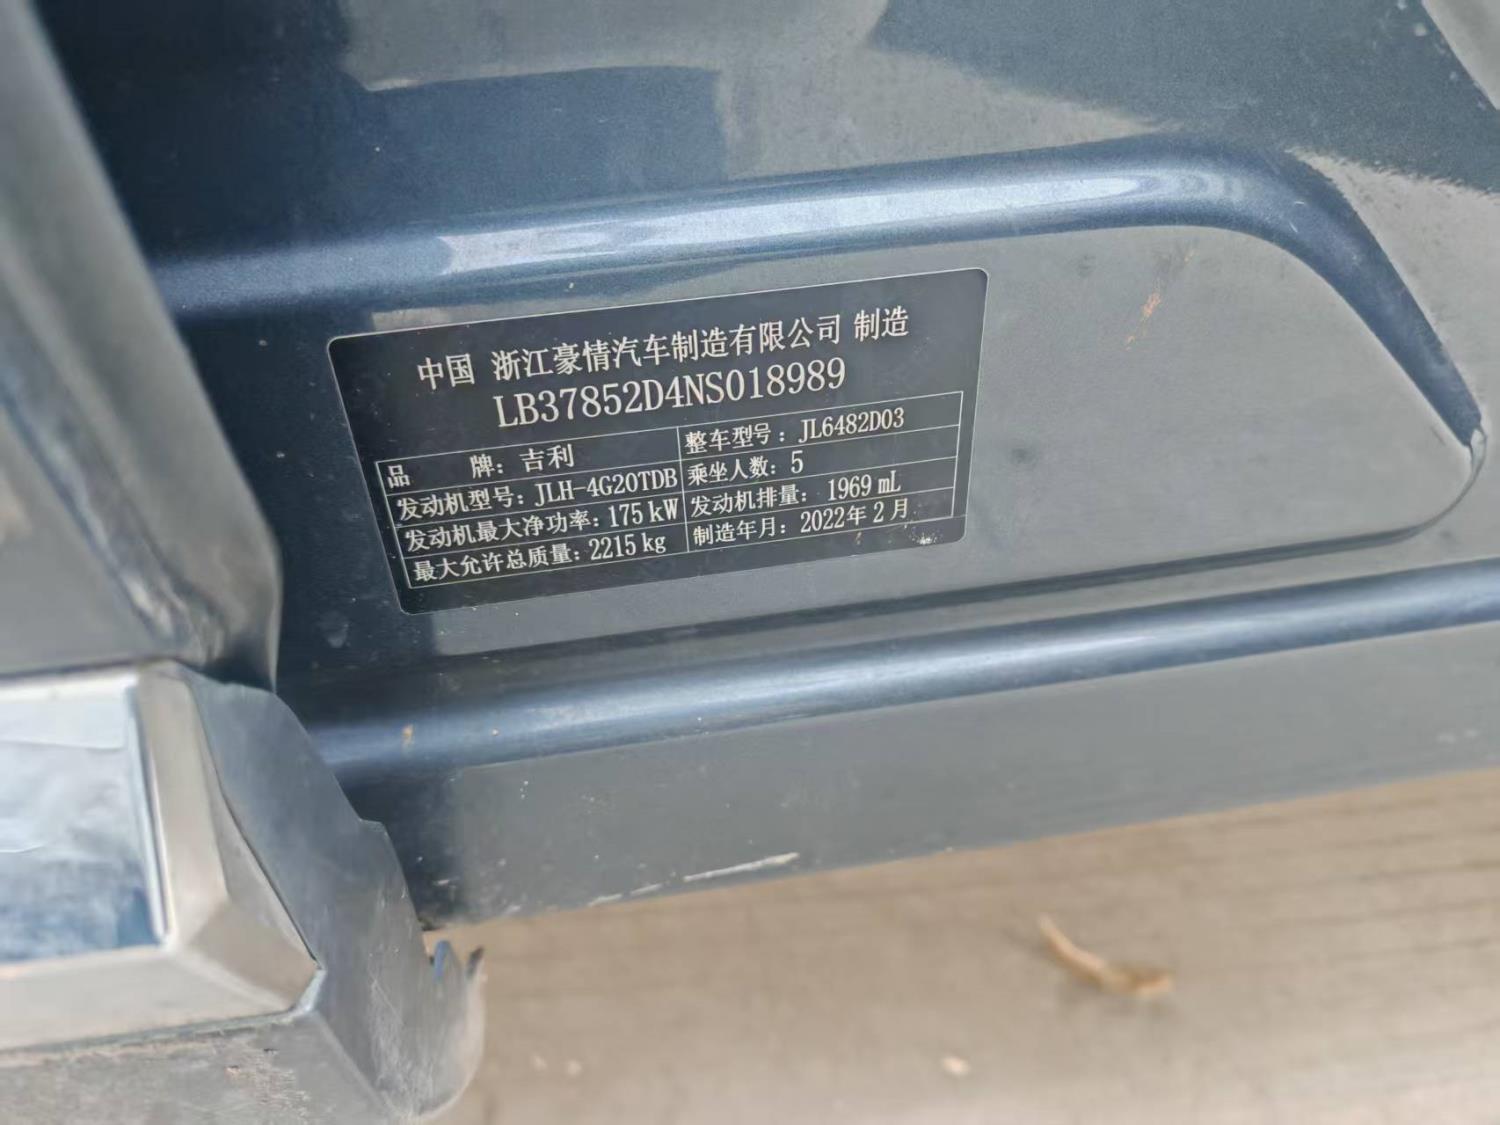 中国 浙江豪情汽车制造有限公司 制造
LB37852D4NS018989
品 牌：吉利 整车型号：JL6482D03
发动机型号：JLH-4G20TDB 乘坐人数：5
发动机最大净功率：175 kW 发动机排量：1969 mL
最大允许总质量：2215 kg 制造年月：2022年 2 月